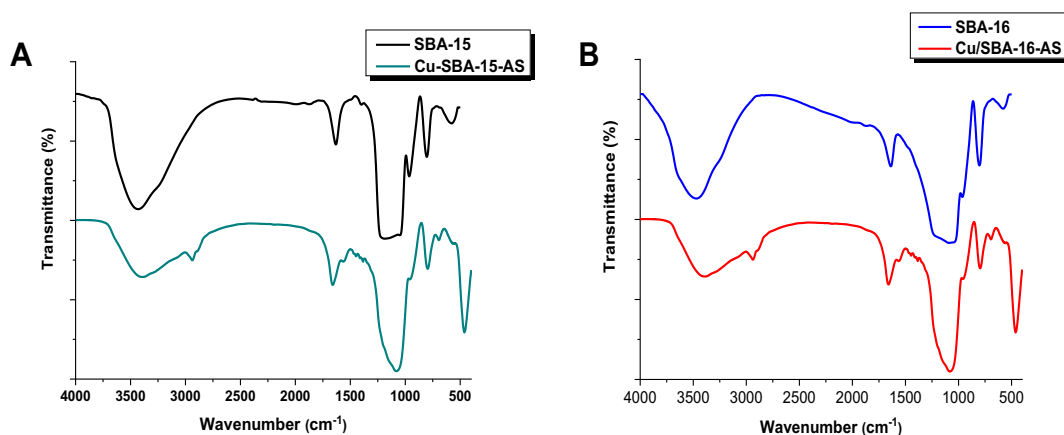 A
SBA-15
Cu-SBA-15-AS
Transmittance (%)
4000 3500 3000 2500 2000 1500 1000 500
Wavenumber (cm⁻¹)
B
SBA-16
Cu/SBA-16-AS
Transmittance (%)
4000 3500 3000 2500 2000 1500 1000 500
Wavenumber (cm⁻¹)